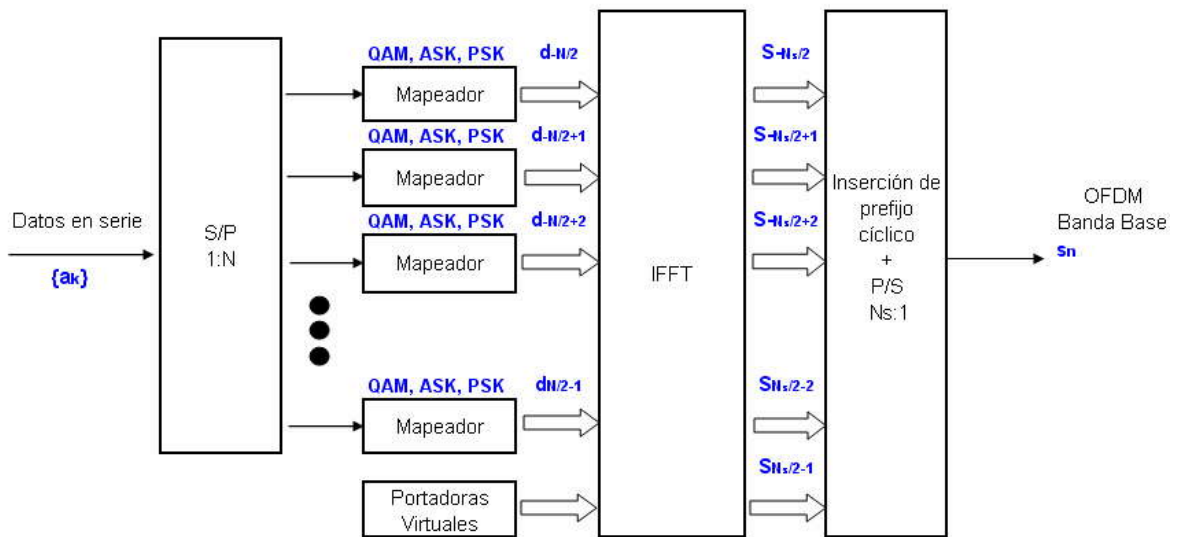 QAM, ASK, PSK
d-N/2
S-Ns/2
Mapeador
QAM, ASK, PSK
d-N/2+1
S-Ns/2+1
Mapeador
QAM, ASK, PSK
d-N/2+2
S-Ns/2+2
Mapeador
Datos en serie
{ak}
S/P
1:N
IFFT
Inserción de
prefijo
cíclico
+
P/S
Ns:1
OFDM
Banda Base
sn
QAM, ASK, PSK
dN/2-1
SNs/2-2
Mapeador
SNs/2-1
Portadoras
Virtuales